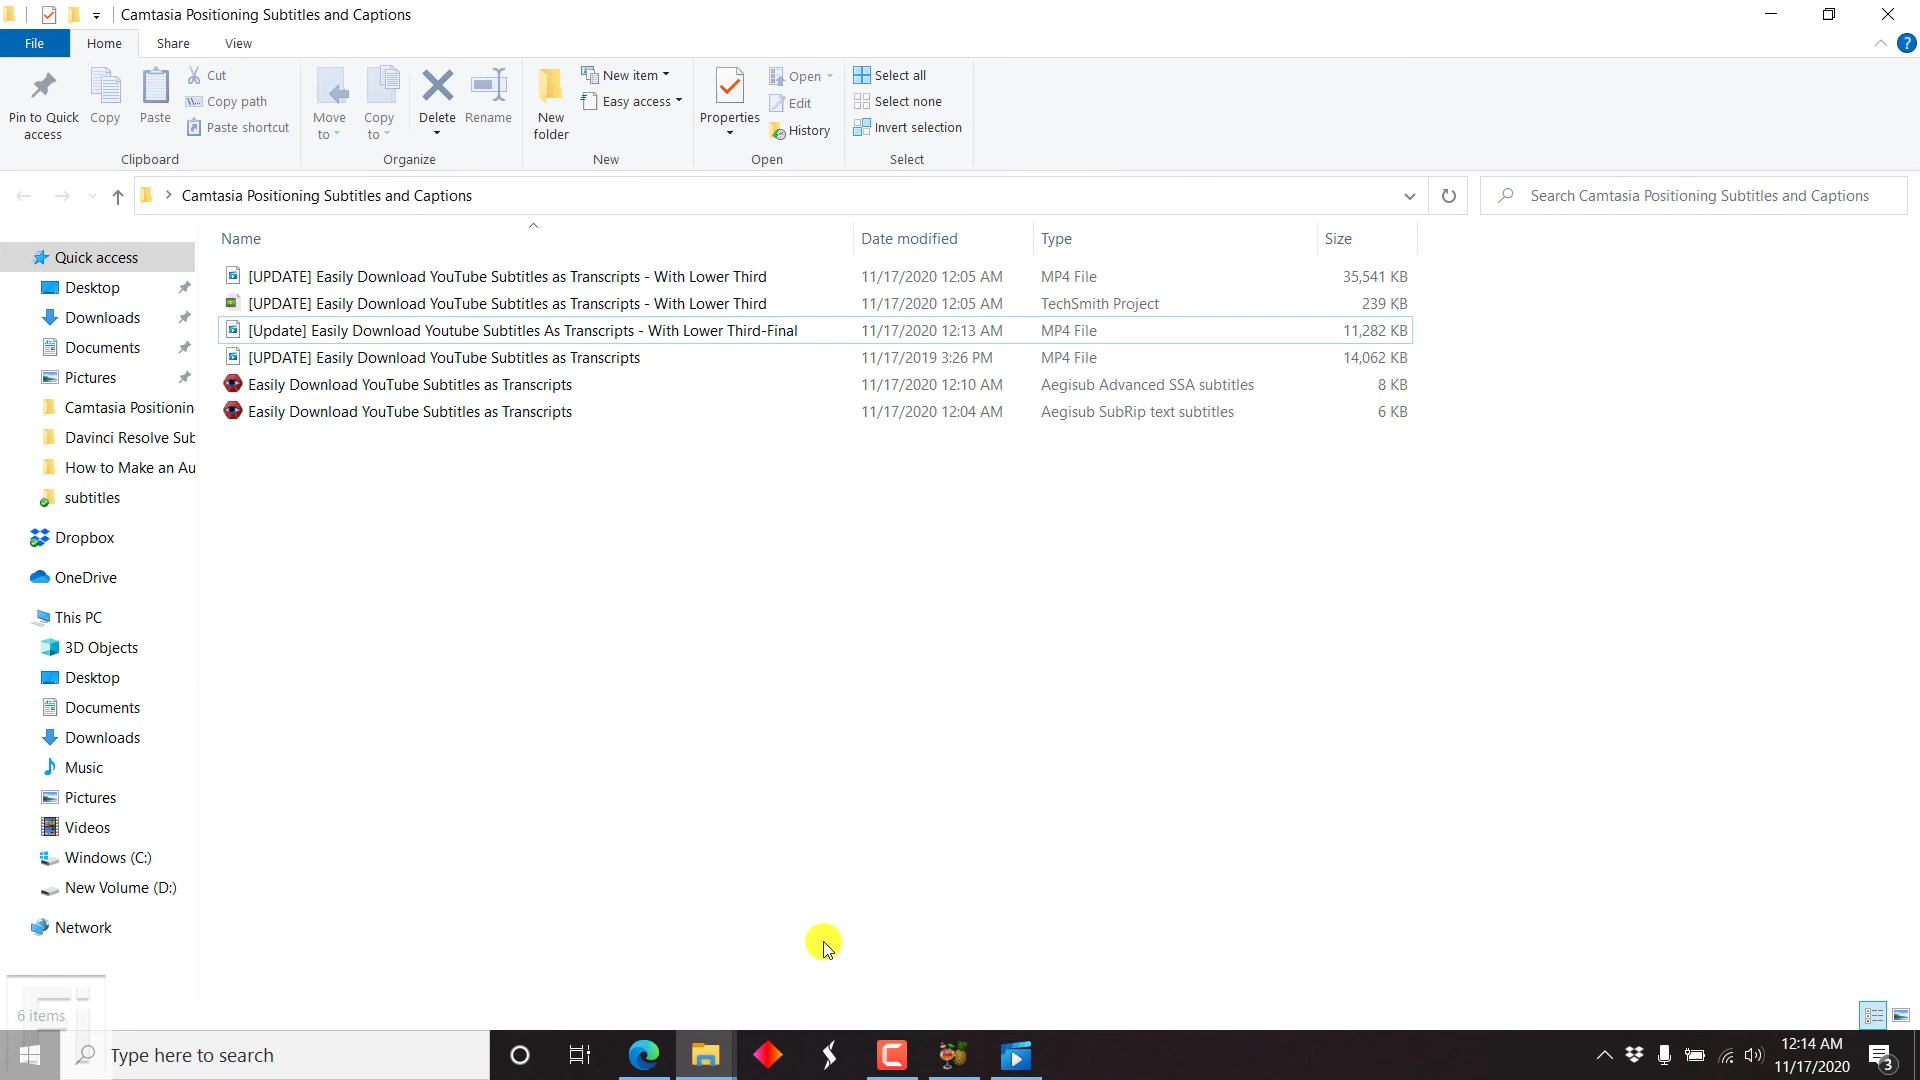 Camtasia Positioning Subtitles and Captions
File Home Share View
Pin to Quick access
Copy
Paste
Cut
Copy path
Paste shortcut
Clipboard
Move to
Copy to
Delete
Rename
Organize
New folder
New item
Easy access
New
Properties
Open
Edit
History
Open
Select all
Select none
Invert selection
Select
Camtasia Positioning Subtitles and Captions
Search Camtasia Positioning Subtitles and Captions
Name Date modified Type Size
[UPDATE] Easily Download YouTube Subtitles as Transcripts - With Lower Third 11/17/2020 12:05 AM MP4 File 35,541 KB
[UPDATE] Easily Download YouTube Subtitles as Transcripts - With Lower Third 11/17/2020 12:05 AM TechSmith Project 239 KB
[Update] Easily Download Youtube Subtitles As Transcripts - With Lower Third-Final 11/17/2020 12:13 AM MP4 File 11,282 KB
[UPDATE] Easily Download YouTube Subtitles as Transcripts 11/17/2019 3:26 PM MP4 File 14,062 KB
Easily Download YouTube Subtitles as Transcripts 11/17/2020 12:10 AM Aegisub Advanced SSA subtitles 8 KB
Easily Download YouTube Subtitles as Transcripts 11/17/2020 12:04 AM Aegisub SubRip text subtitles 6 KB
Quick access
Desktop
Downloads
Documents
Pictures
Camtasia Positionin
Davinci Resolve Sub
How to Make an Au
subtitles
Dropbox
OneDrive
This PC
3D Objects
Desktop
Documents
Downloads
Music
Pictures
Videos
Windows (C:)
New Volume (D:)
Network
6 items
Type here to search
12:14 AM
11/17/2020
3